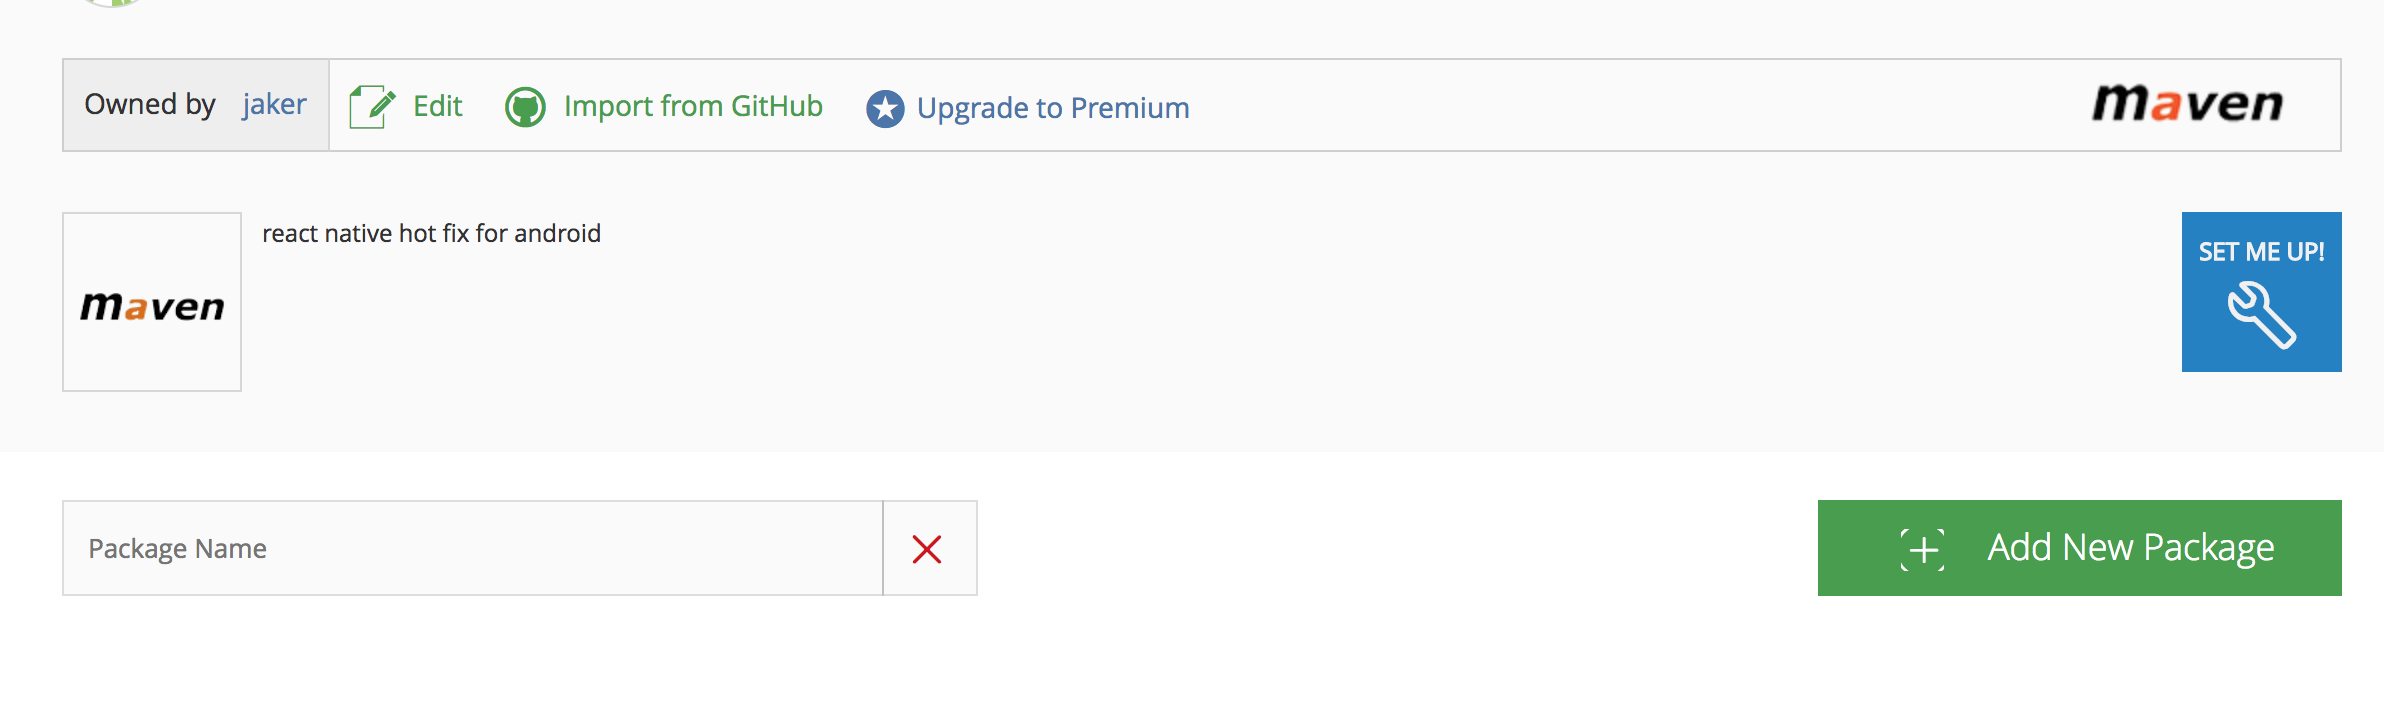 Owned by jaker Edit Import from GitHub Upgrade to Premium maven
react native hot fix for android
maven
SET ME UP!
Package Name
Add New Package